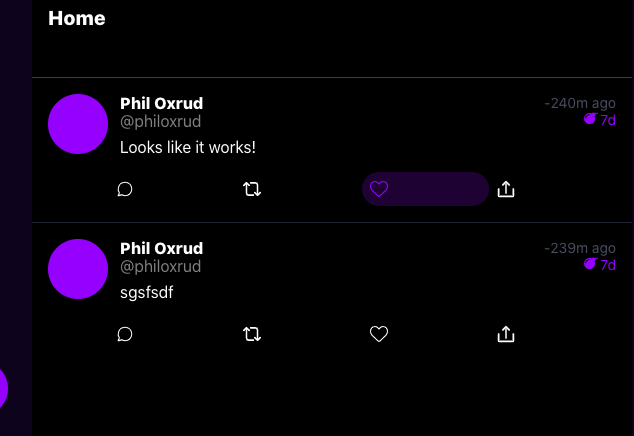 Home
Phil Oxrud
-240m ago
@philoxrud
7d
Looks like it works!
Phil Oxrud
-239m ago
@philoxrud
7d
sgsfsdf